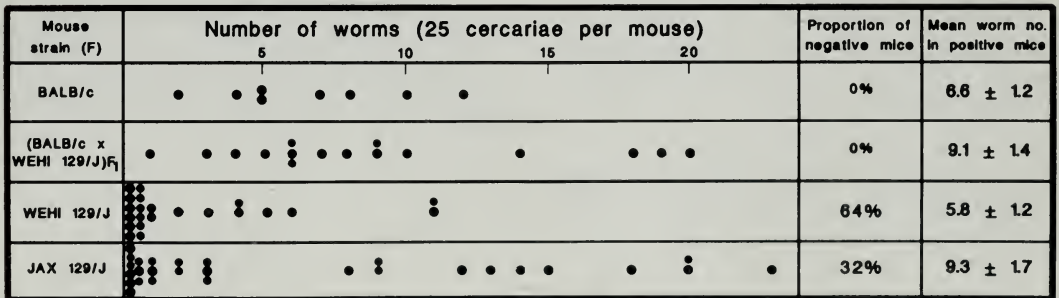 Mouse strain (F)
Number of worms (25 cercariae per mouse)
5 10 15 20
Proportion of negative mice
Mean worm no. in positive mice
BALB/c 0% 6.6 ± 1.2
(BALB/c x WEHI 129/J)F1 0% 9.1 ± 1.4
WEHI 129/J 64% 5.8 ± 1.2
JAX 129/J 32% 9.3 ± 1.7